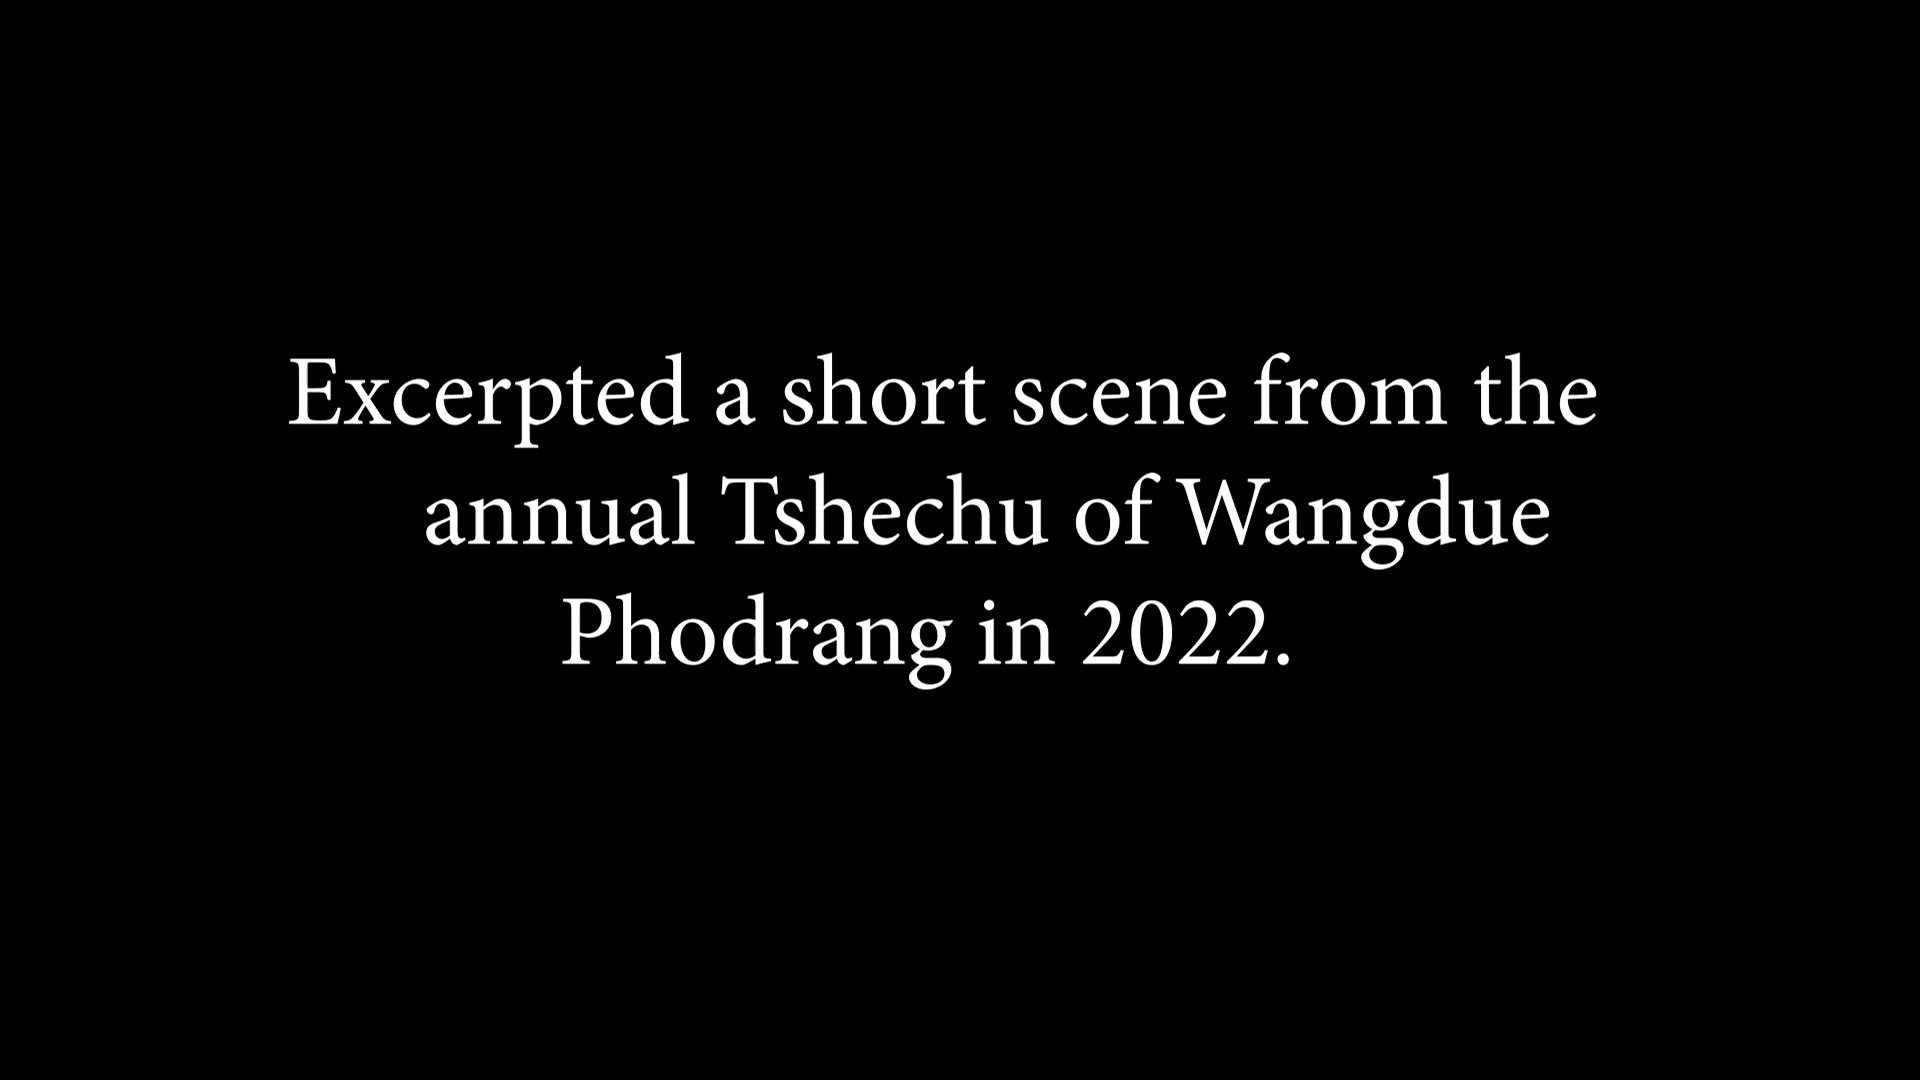 Excerpted a short scene from the
annual Tshechu of Wangdue
Phodrang in 2022.